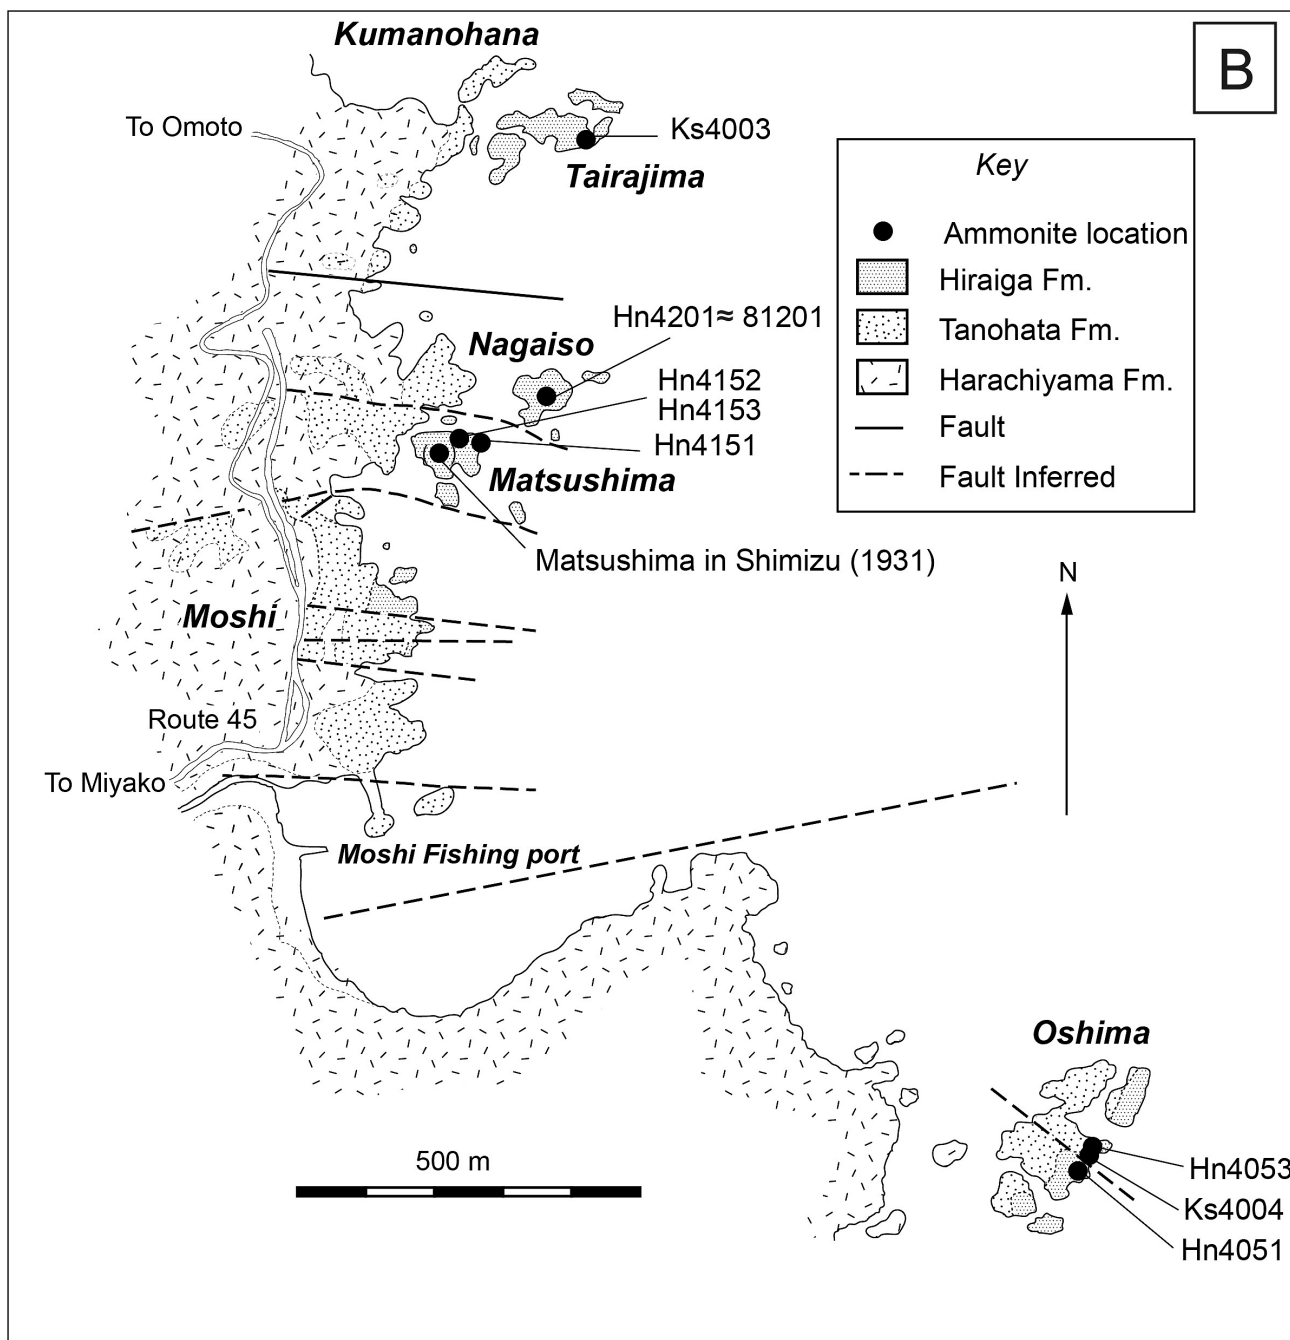 Kumanohana
B
To Omoto
Ks4003
Tairajima
Key
Ammonite location
Hiraiga Fm.
Tanohata Fm.
Harachiyama Fm.
Fault
Fault Inferred
Hn4201≈ 81201
Nagaiso
Hn4152
Hn4153
Hn4151
Matsushima
Matsushima in Shimizu (1931)
N
Moshi
Route 45
To Miyako
Moshi Fishing port
Oshima
500 m
Hn4053
Ks4004
Hn4051